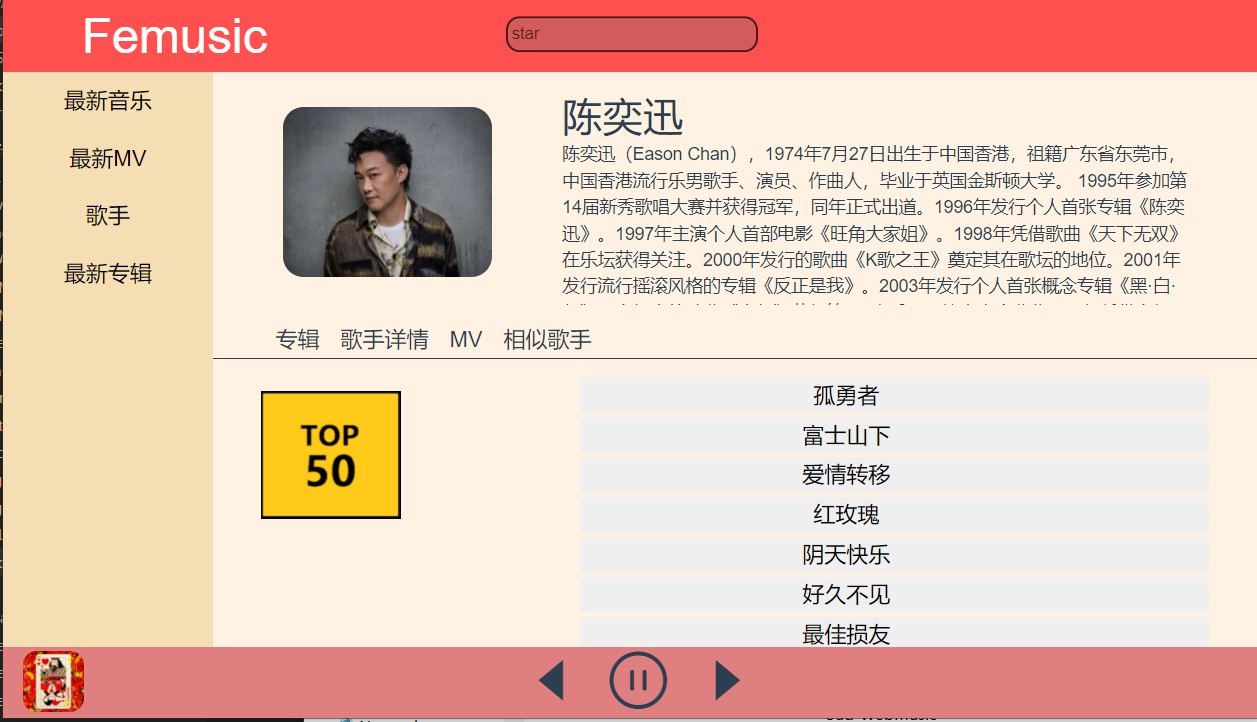 Femusic
star
最新音乐
最新MV
歌手
最新专辑
陈奕迅
陈奕迅（Eason Chan），1974年7月27日出生于中国香港，祖籍广东省东莞市，
中国香港流行乐男歌手、演员、作曲人，毕业于英国金斯顿大学。 1995年参加第
14届新秀歌唱大赛并获得冠军，同年正式出道。1996年发行个人首张专辑《陈奕
迅》。1997年主演个人首部电影《旺角大家姐》。1998年凭借歌曲《天下无双》
在乐坛获得关注。2000年发行的歌曲《K歌之王》奠定其在歌坛的地位。2001年
发行流行摇滚风格的专辑《反正是我》。2003年发行个人首张概念专辑《黑·白·
专辑 歌手详情 MV 相似歌手
TOP
50
孤勇者
富士山下
爱情转移
红玫瑰
阴天快乐
好久不见
最佳损友